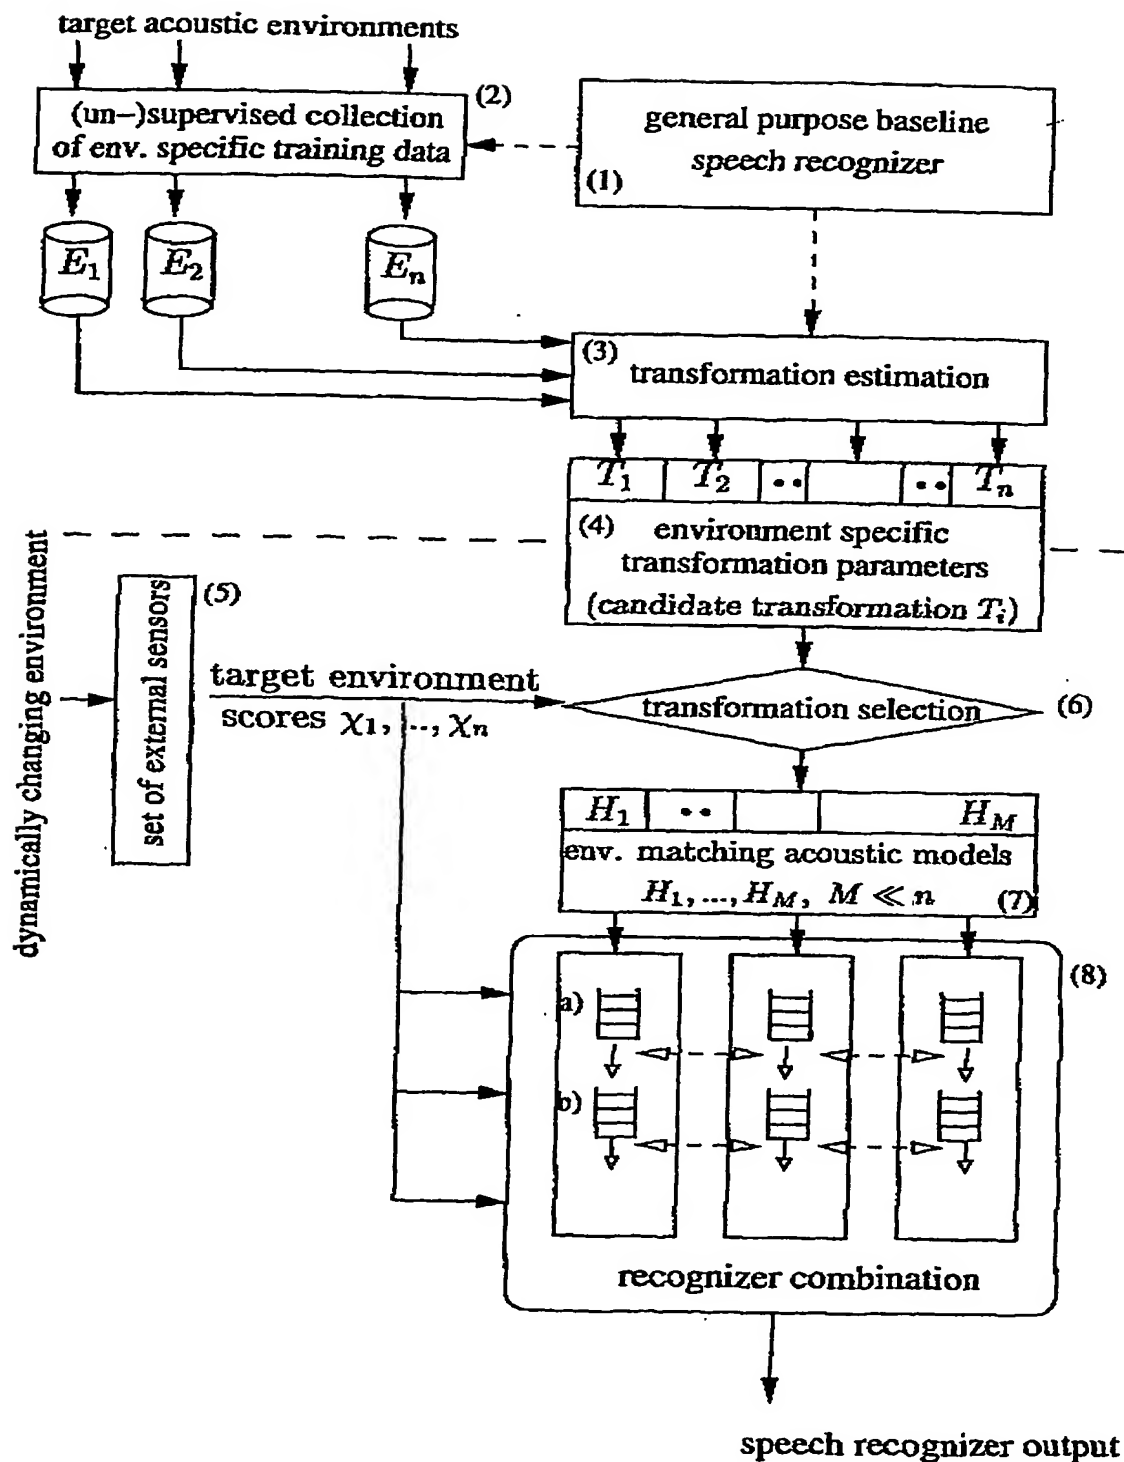 target acoustic environments
(un-)supervised collection
of env. specific training data
(2)
general purpose baseline
speech recognizer
(1)
E1
E2
En
(3)
transformation estimation
T1 T2 •• •• Tn
(4) environment specific
transformation parameters
(candidate transformation Ti)
dynamically changing environment
set of external sensors
(5)
target environment
scores χ1, ..., χn
transformation selection
(6)
H1 •• HM
env. matching acoustic models
H1, ..., HM, M ≪ n
(7)
(8)
a)
b)
recognizer combination
speech recognizer output